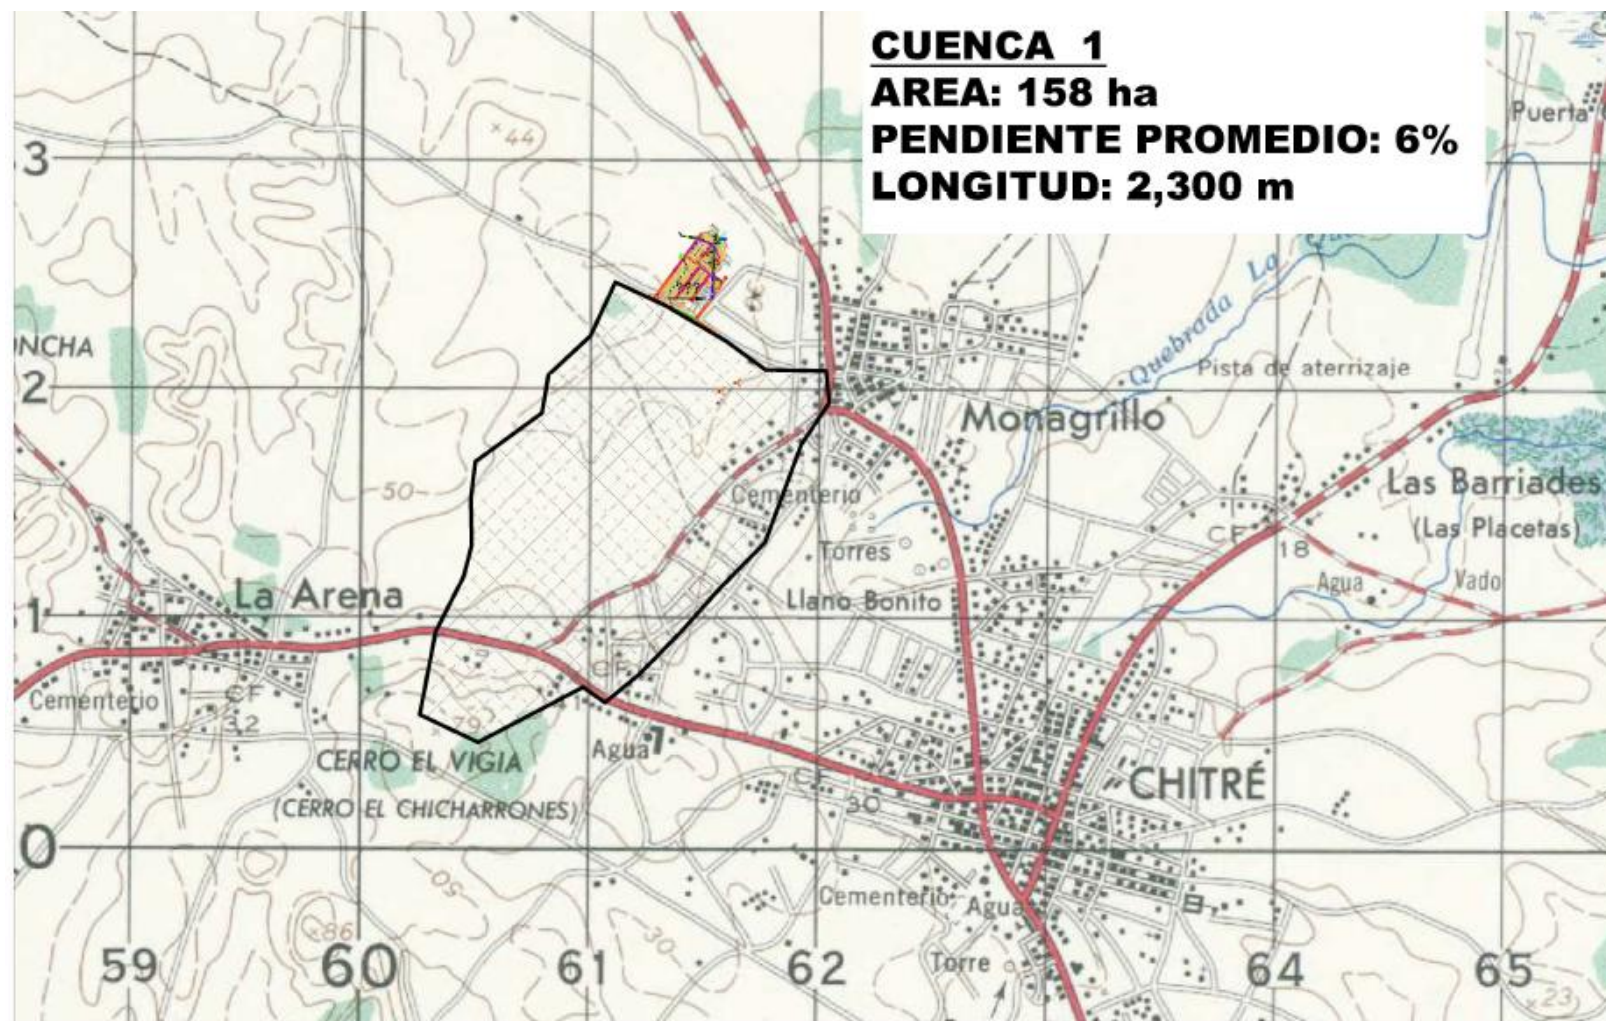 CUENCA 1
AREA: 158 ha
PENDIENTE PROMEDIO: 6%
LONGITUD: 2,300 m
Puerta
44
3
Quebrada La
NCHA
2
Pista de aterrizaje
Monagrillo
50
Cementerio
Las Barriades
(Las Placetas)
CF
18
Torres
Agua
Vado
La Arena
Llano Bonito
1
CF
Cementerio
CF
32
79
Agua
CERRO EL VIGIA
(CERRO EL CHICHARRONES)
CHITRÉ
CF
30
0
50
Cementerio
Agua
86
30
59
60
61
62
Torre
64
65
23